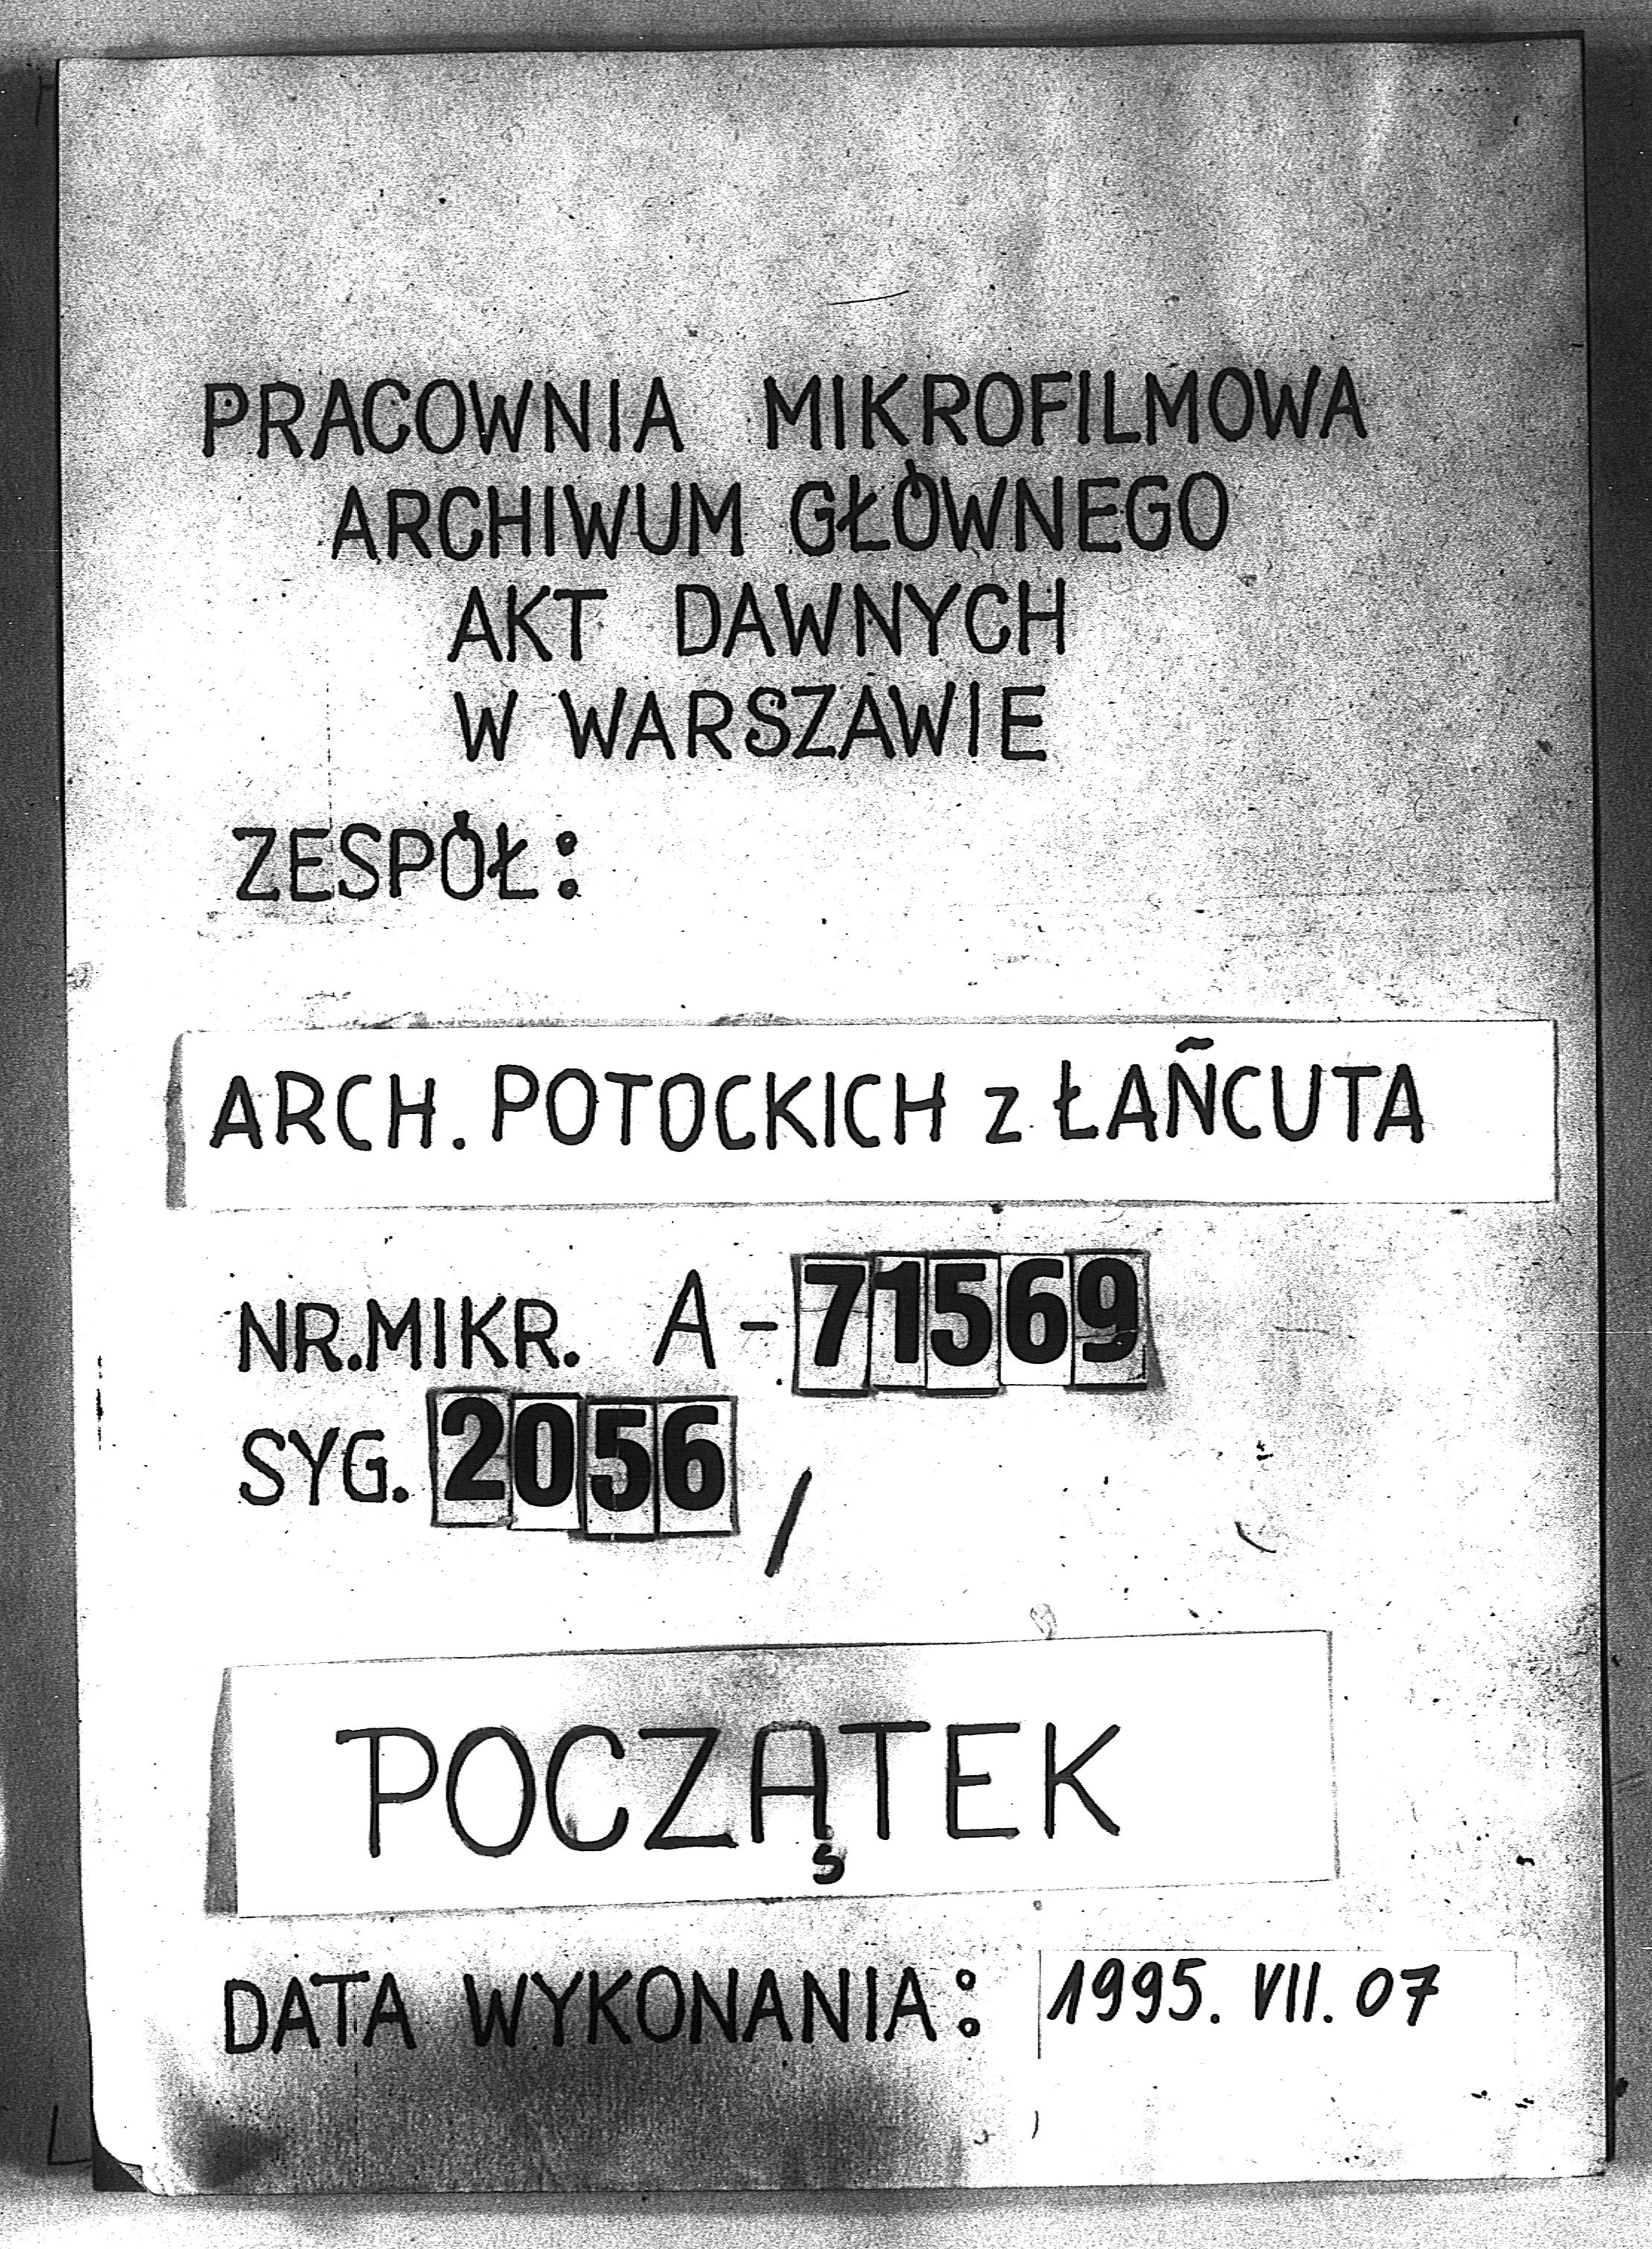 PRACOWNIA MIKROFILMOWA
ARCHIWUM GŁÓWNEGO
AKT DAWNYCH
W WARSZAWIE
ZESPÓŁ:
ARCH. POTOCKICH z ŁAŃCUTA
NR.MIKR. A-71569
SYG. 2056 /
POCZĄTEK
DATA WYKONANIA: 1995. VII. 07